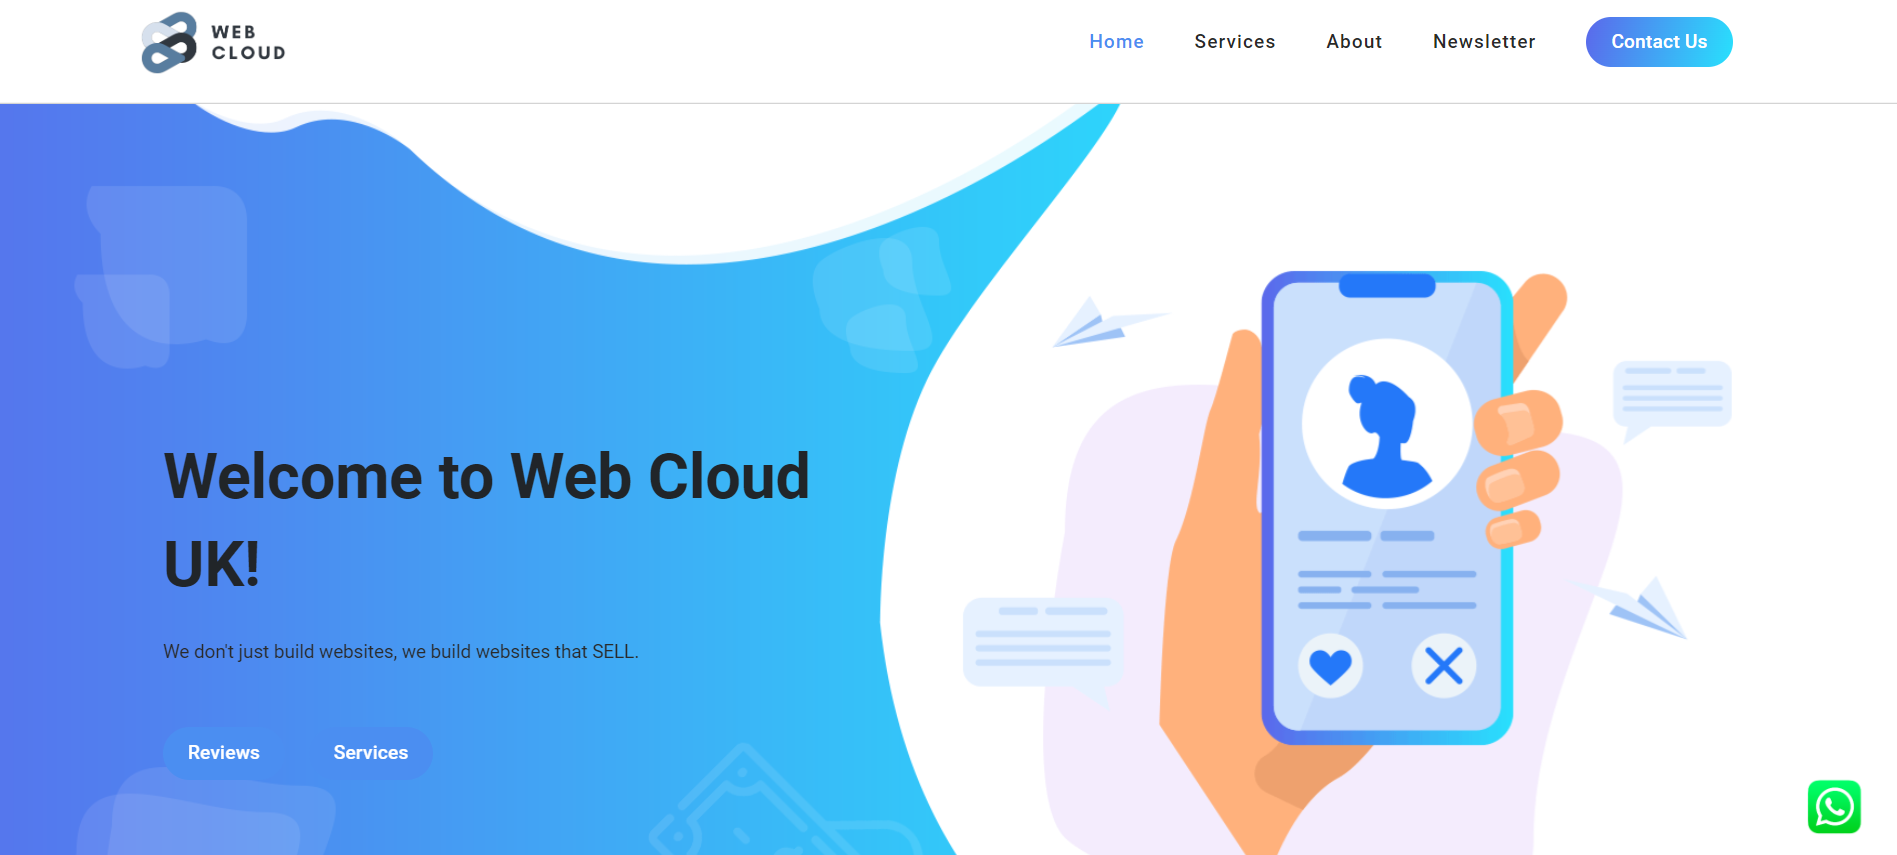 WEB
CLOUD
Home
Services
About
Newsletter
Contact Us
Welcome to Web Cloud
UK!
We don't just build websites, we build websites that SELL.
Reviews
Services